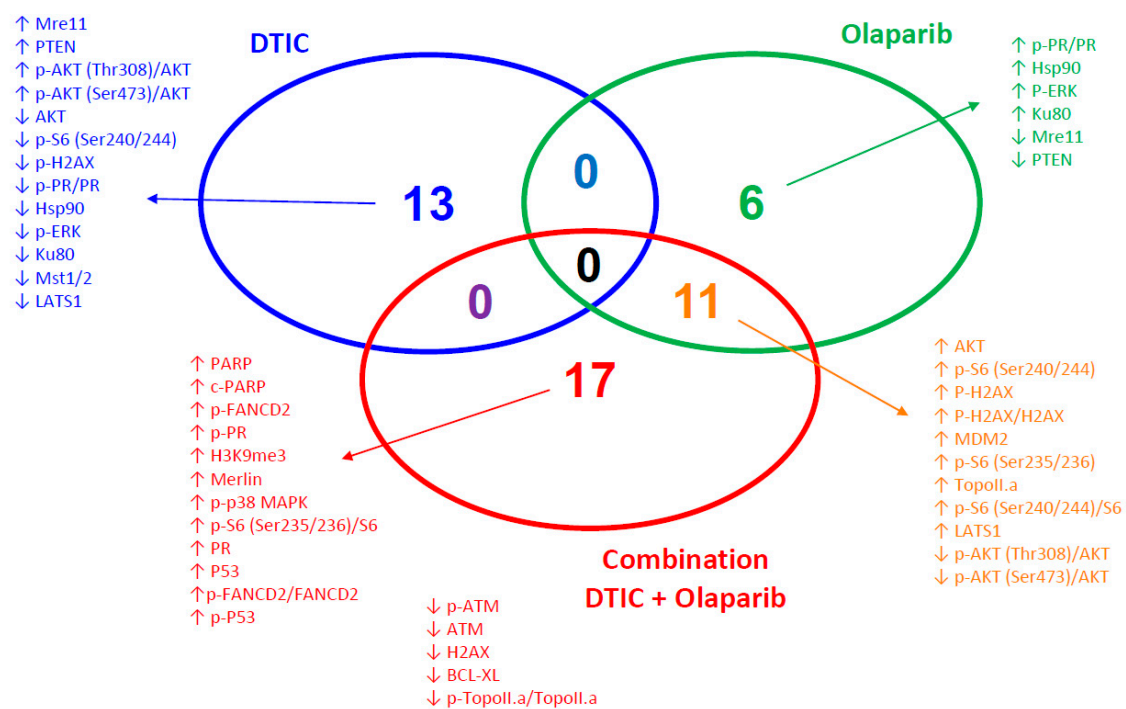 DTIC
Olaparib
↑ Mre11
↑ PTEN
↑ p-AKT (Thr308)/AKT
↑ p-AKT (Ser473)/AKT
↓ AKT
↓ p-S6 (Ser240/244)
↓ p-H2AX
↓ p-PR/PR
↓ Hsp90
↓ p-ERK
↓ Ku80
↓ Mst1/2
↓ LATS1
↑ p-PR/PR
↑ Hsp90
↑ P-ERK
↑ Ku80
↓ Mre11
↓ PTEN
13
0
6
0
0
11
17
↑ PARP
↑ c-PARP
↑ p-FANCD2
↑ p-PR
↑ H3K9me3
↑ Merlin
↑ p-p38 MAPK
↑ p-S6 (Ser235/236)/S6
↑ PR
↑ P53
↑p-FANCD2/FANCD2
↑ p-P53
↓ p-ATM
↓ ATM
↓ H2AX
↓ BCL-XL
↓ p-TopoII.a/TopoII.a
Combination
DTIC + Olaparib
↑ AKT
↑ p-S6 (Ser240/244)
↑ P-H2AX
↑ P-H2AX/H2AX
↑ MDM2
↑ p-S6 (Ser235/236)
↑ TopoII.a
↑ p-S6 (Ser240/244)/S6
↑ LATS1
↓ p-AKT (Thr308)/AKT
↓ p-AKT (Ser473)/AKT